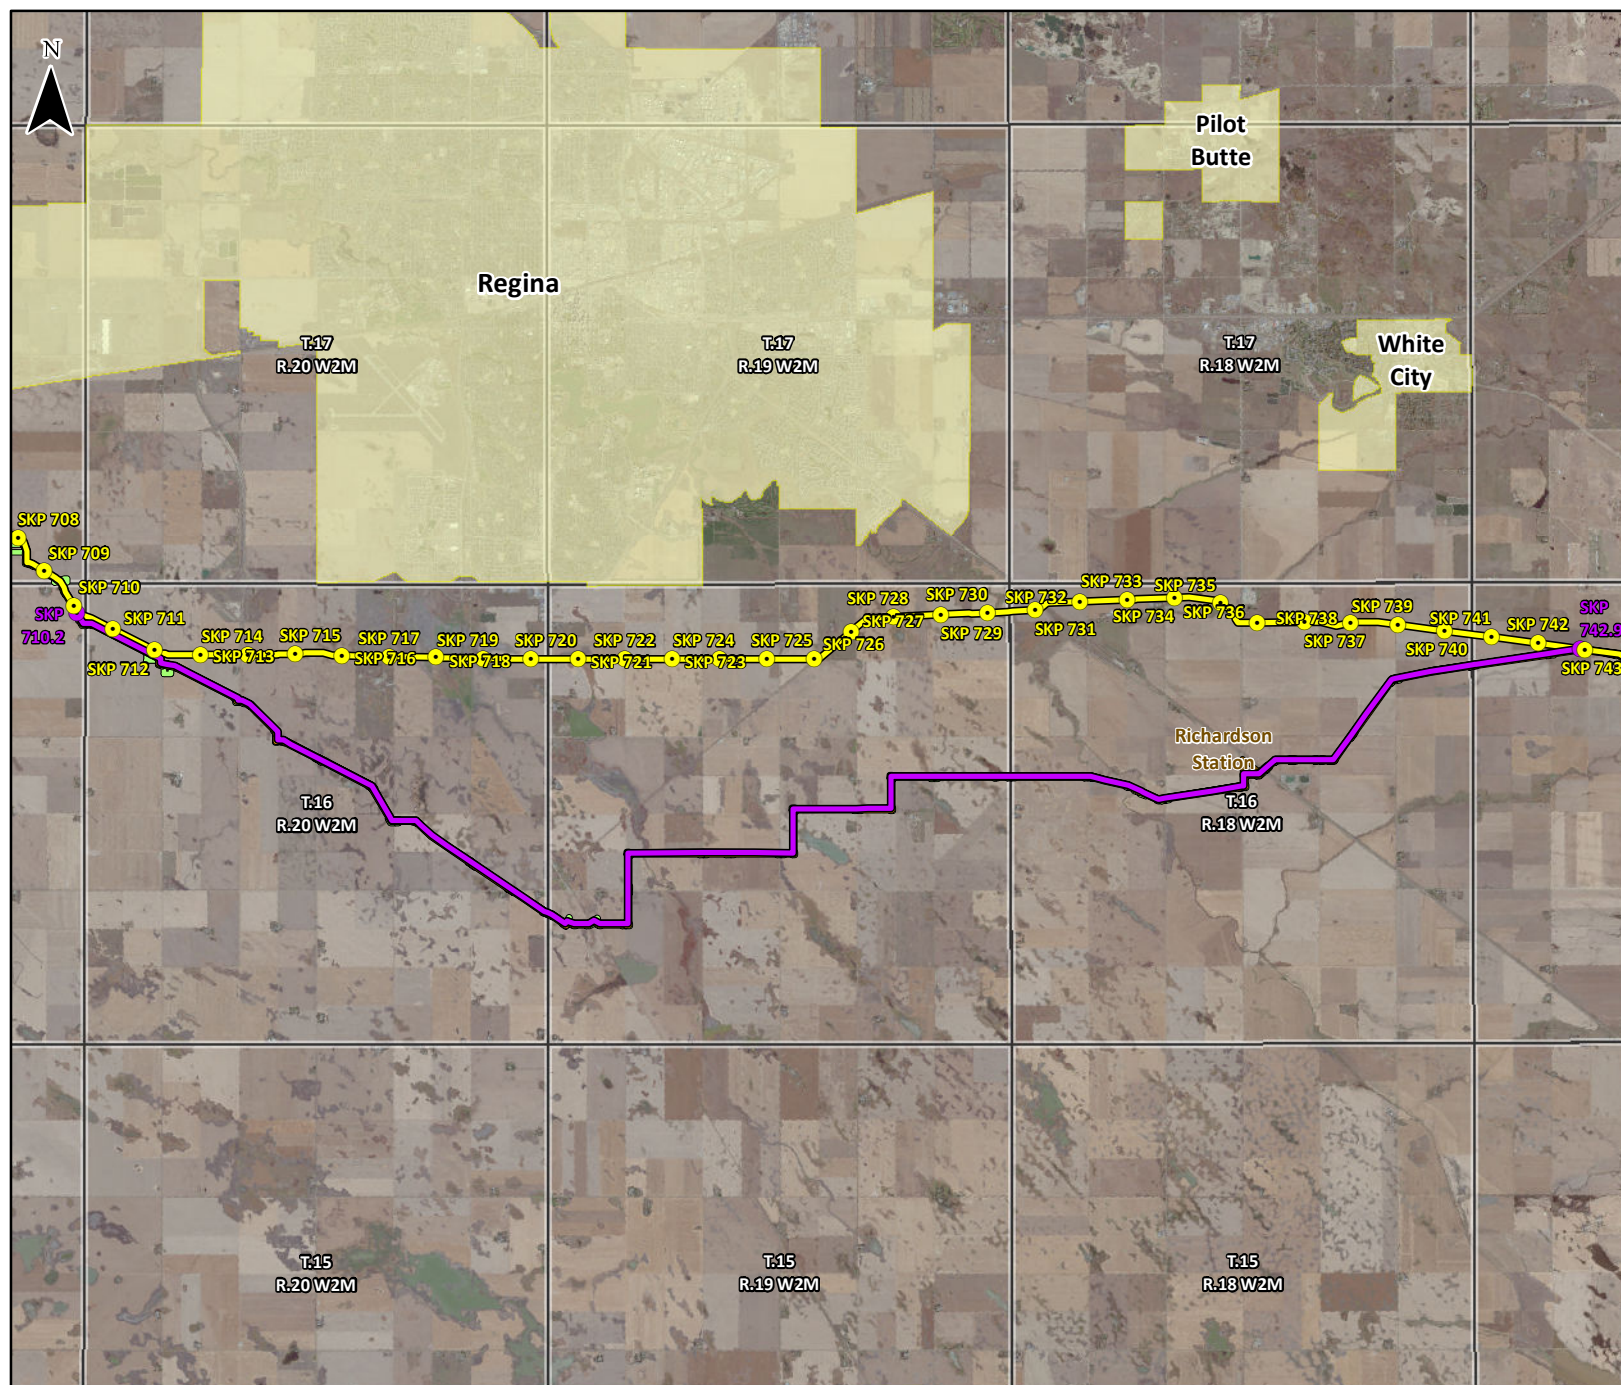 N
Pilot
Butte
Regina
White
City
T.17
R.20 W2M
T.17
R.19 W2M
T.17
R.18 W2M
SKP 708
SKP 709
SKP 710
SKP
710.2
SKP 711
SKP 712
SKP 713
SKP 714
SKP 715
SKP 716
SKP 717
SKP 718
SKP 719
SKP 720
SKP 721
SKP 722
SKP 723
SKP 724
SKP 725
SKP 726
SKP 727
SKP 728
SKP 729
SKP 730
SKP 731
SKP 732
SKP 733
SKP 734
SKP 735
SKP 736
SKP 737
SKP 738
SKP 739
SKP 740
SKP 741
SKP 742
SKP
742.9
SKP 743
Richardson
Station
T.16
R.20 W2M
T.16
R.18 W2M
T.15
R.20 W2M
T.15
R.19 W2M
T.15
R.18 W2M